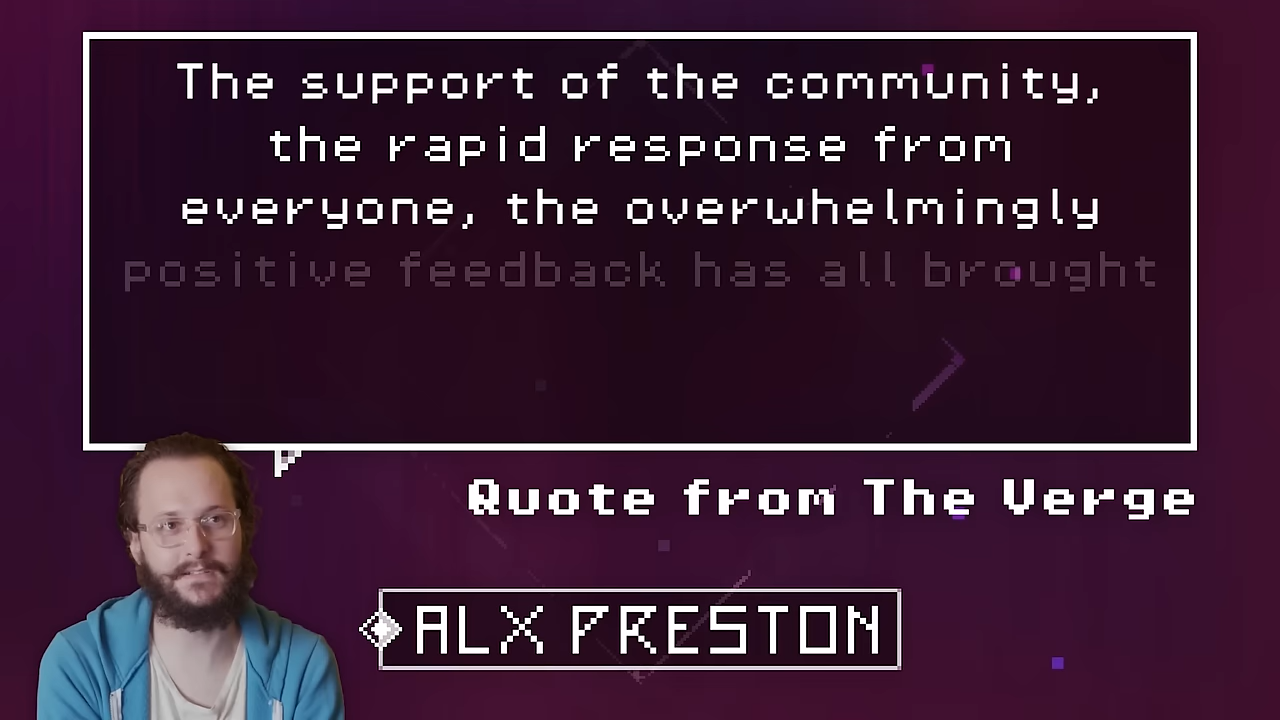 The support of the community,
the rapid response from
everyone, the overwhelmingly
positive feedback has all brought
Quote from The Verge
ALX PRESTON